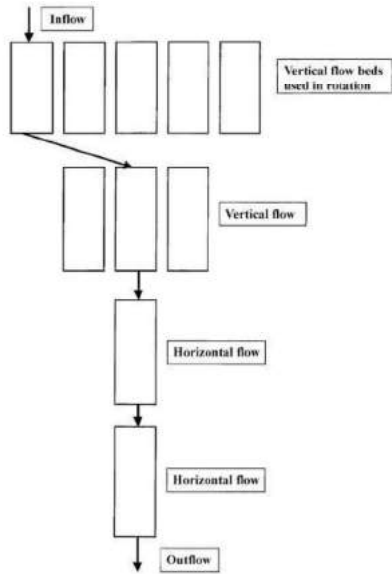 Inflow
Vertical flow beds
used in rotation
Vertical flow
Horizontal flow
Horizontal flow
Outflow